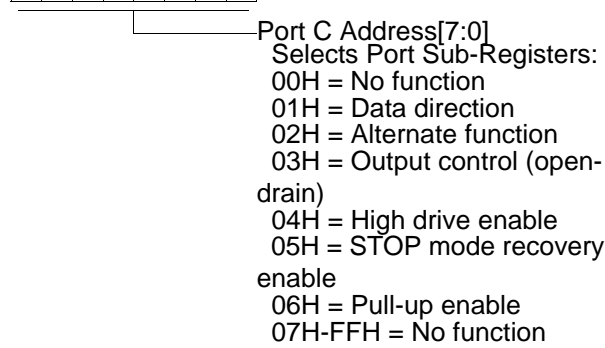 Port C Address[7:0]
Selects Port Sub-Registers:
00H = No function
01H = Data direction
02H = Alternate function
03H = Output control (open-
drain)
04H = High drive enable
05H = STOP mode recovery
enable
06H = Pull-up enable
07H-FFH = No function